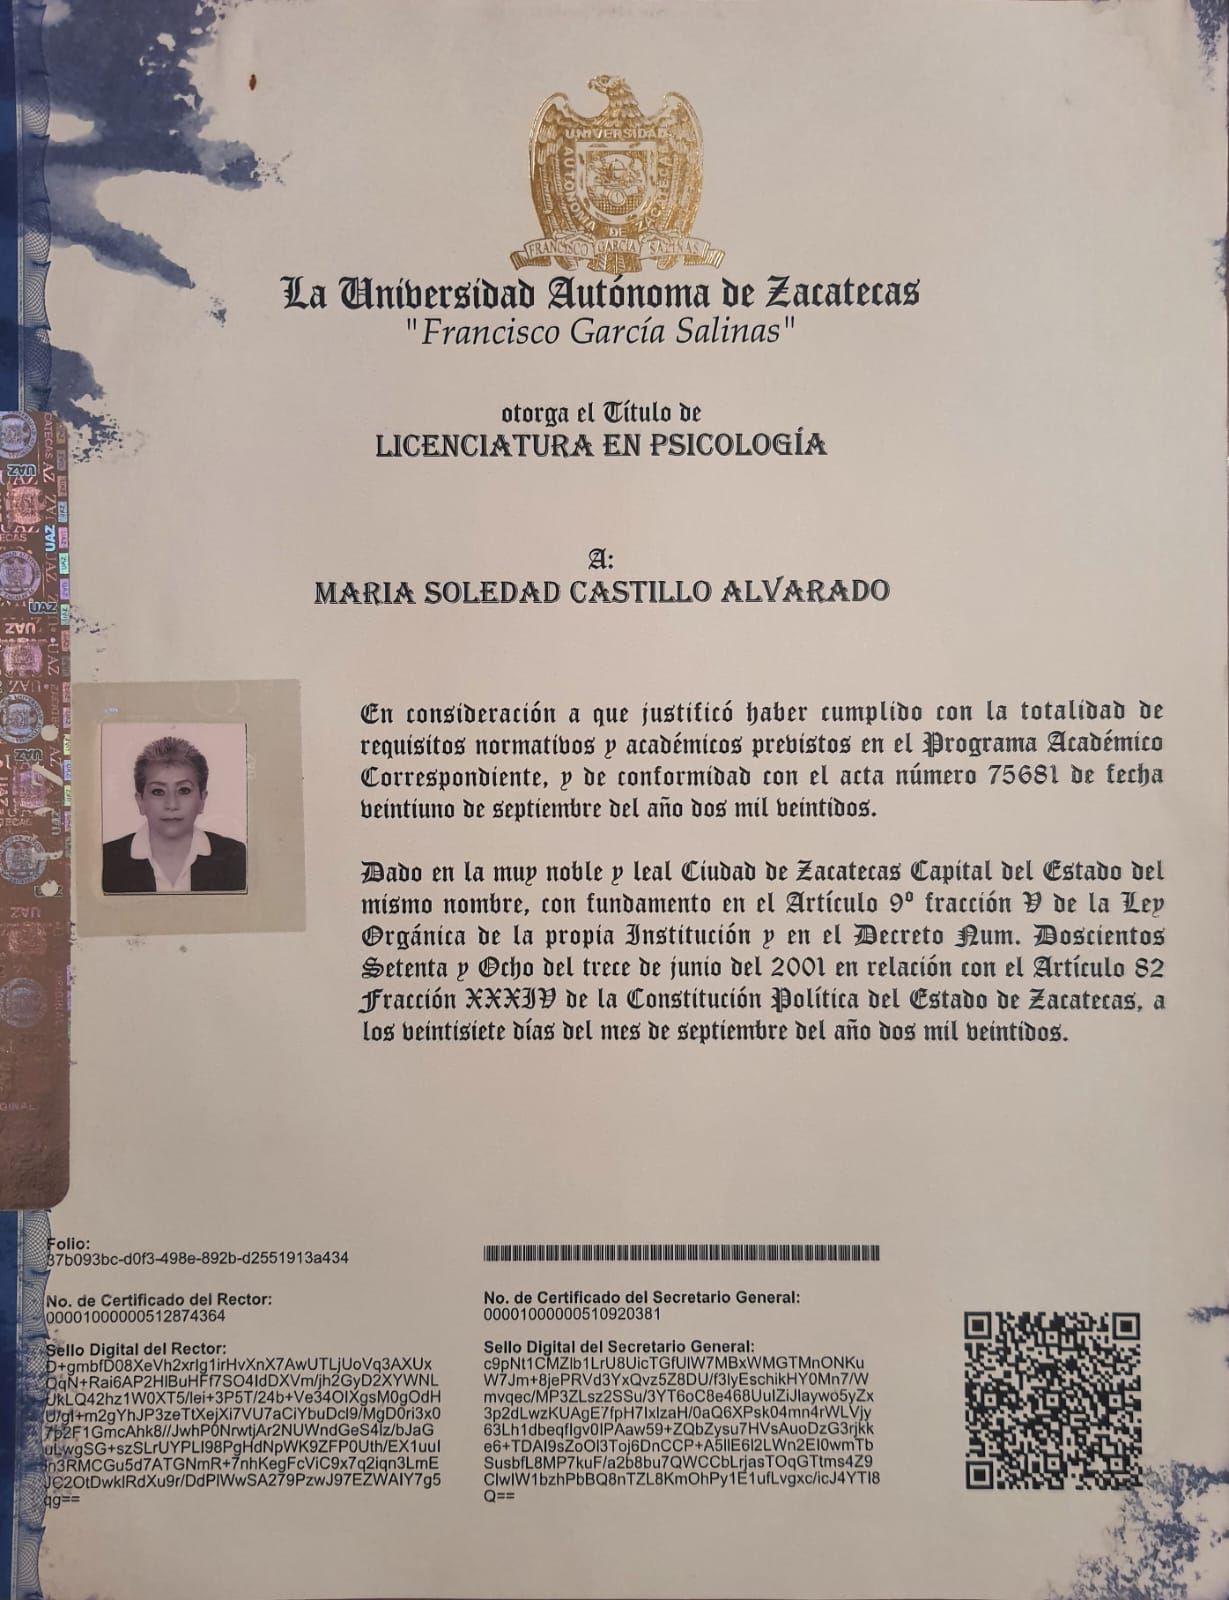 UNIVERSIDAD AUTÓNOMA DE ZACATECAS
FRANCISCO GARCÍA SALINAS
La Universidad Autónoma de Zacatecas
"Francisco García Salinas"
otorga el Título de
LICENCIATURA EN PSICOLOGÍA
A:
MARIA SOLEDAD CASTILLO ALVARADO
En consideración a que justificó haber cumplido con la totalidad de
requisitos normativos y académicos previstos en el Programa Académico
Correspondiente, y de conformidad con el acta número 75681 de fecha
veintiuno de septiembre del año dos mil veintidos.
Dado en la muy noble y leal Ciudad de Zacatecas Capital del Estado del
mismo nombre, con fundamento en el Artículo 9º fracción V de la Ley
Orgánica de la propia Institución y en el Decreto Num. Doscientos
Setenta y Ocho del trece de junio del 2001 en relación con el Artículo 82
Fracción XXXIV de la Constitución Política del Estado de Zacatecas, a
los veintisiete días del mes de septiembre del año dos mil veintidos.
UAZ
Folio:
37b093bc-d0f3-498e-892b-d2551913a434
No. de Certificado del Rector:
00001000000512874364
Sello Digital del Rector:
No. de Certificado del Secretario General:
00001000000510920381
Sello Digital del Secretario General:
Q==